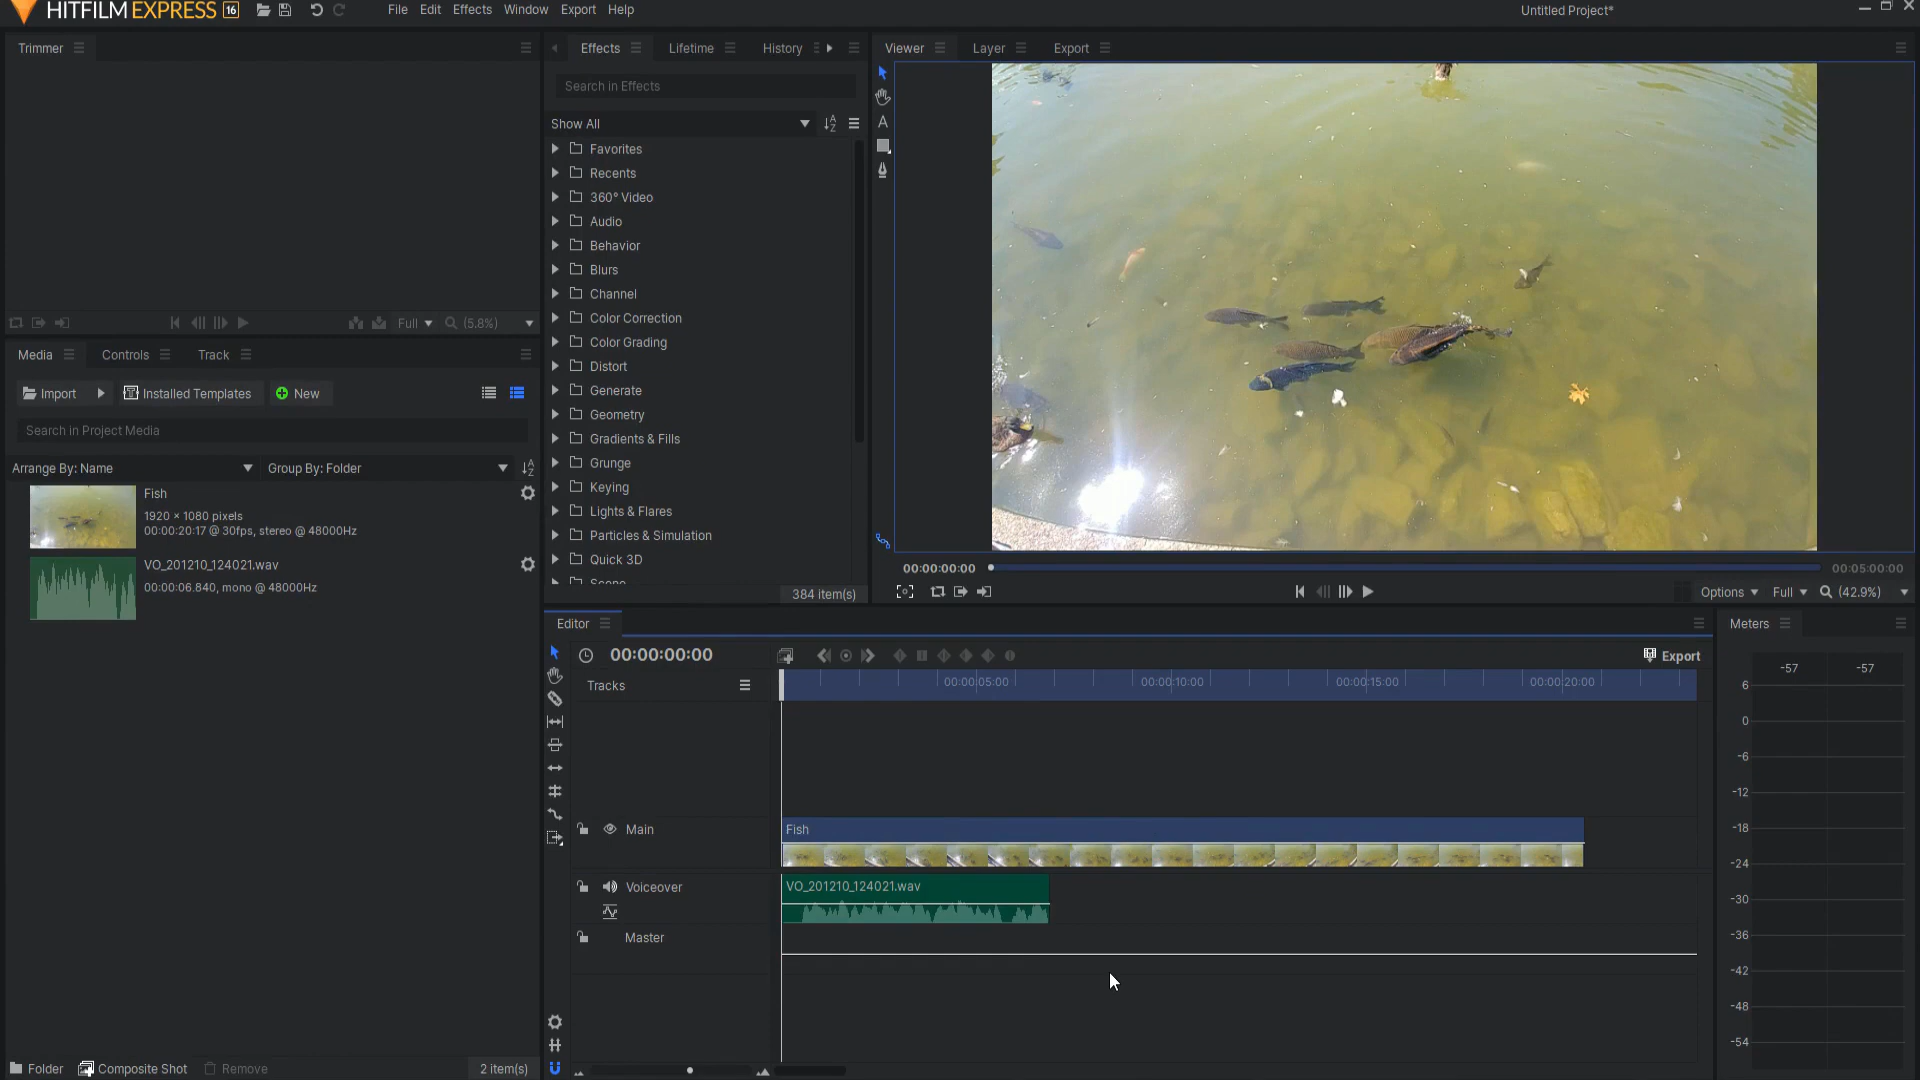 HITFILM EXPRESS 16
File Edit Effects Window Export Help
Untitled Project*
Trimmer
Full (5.8%)
Media Controls Track
Import Installed Templates New
Search in Project Media
Arrange By: Name Group By: Folder
Fish
1920 × 1080 pixels
00:00:20:17 @ 30fps, stereo @ 48000Hz
VO_201210_124021.wav
00:00:06.840, mono @ 48000Hz
Folder Composite Shot Remove 2 item(s)
Effects Lifetime History
Search in Effects
Show All
Favorites
Recents
360° Video
Audio
Behavior
Blurs
Channel
Color Correction
Color Grading
Distort
Generate
Geometry
Gradients & Fills
Grunge
Keying
Lights & Flares
Particles & Simulation
Quick 3D
Scene
384 item(s)
Viewer Layer Export
A
00:00:00:00 00:05:00:00
Options Full (42.9%)
Editor
00:00:00:00 Export
Tracks 00:00:05:00 00:00:10:00 00:00:15:00 00:00:20:00
Main Fish
Voiceover VO_201210_124021.wav
Master
Meters
-57 -57
6
0
-6
-12
-18
-24
-30
-36
-42
-48
-54